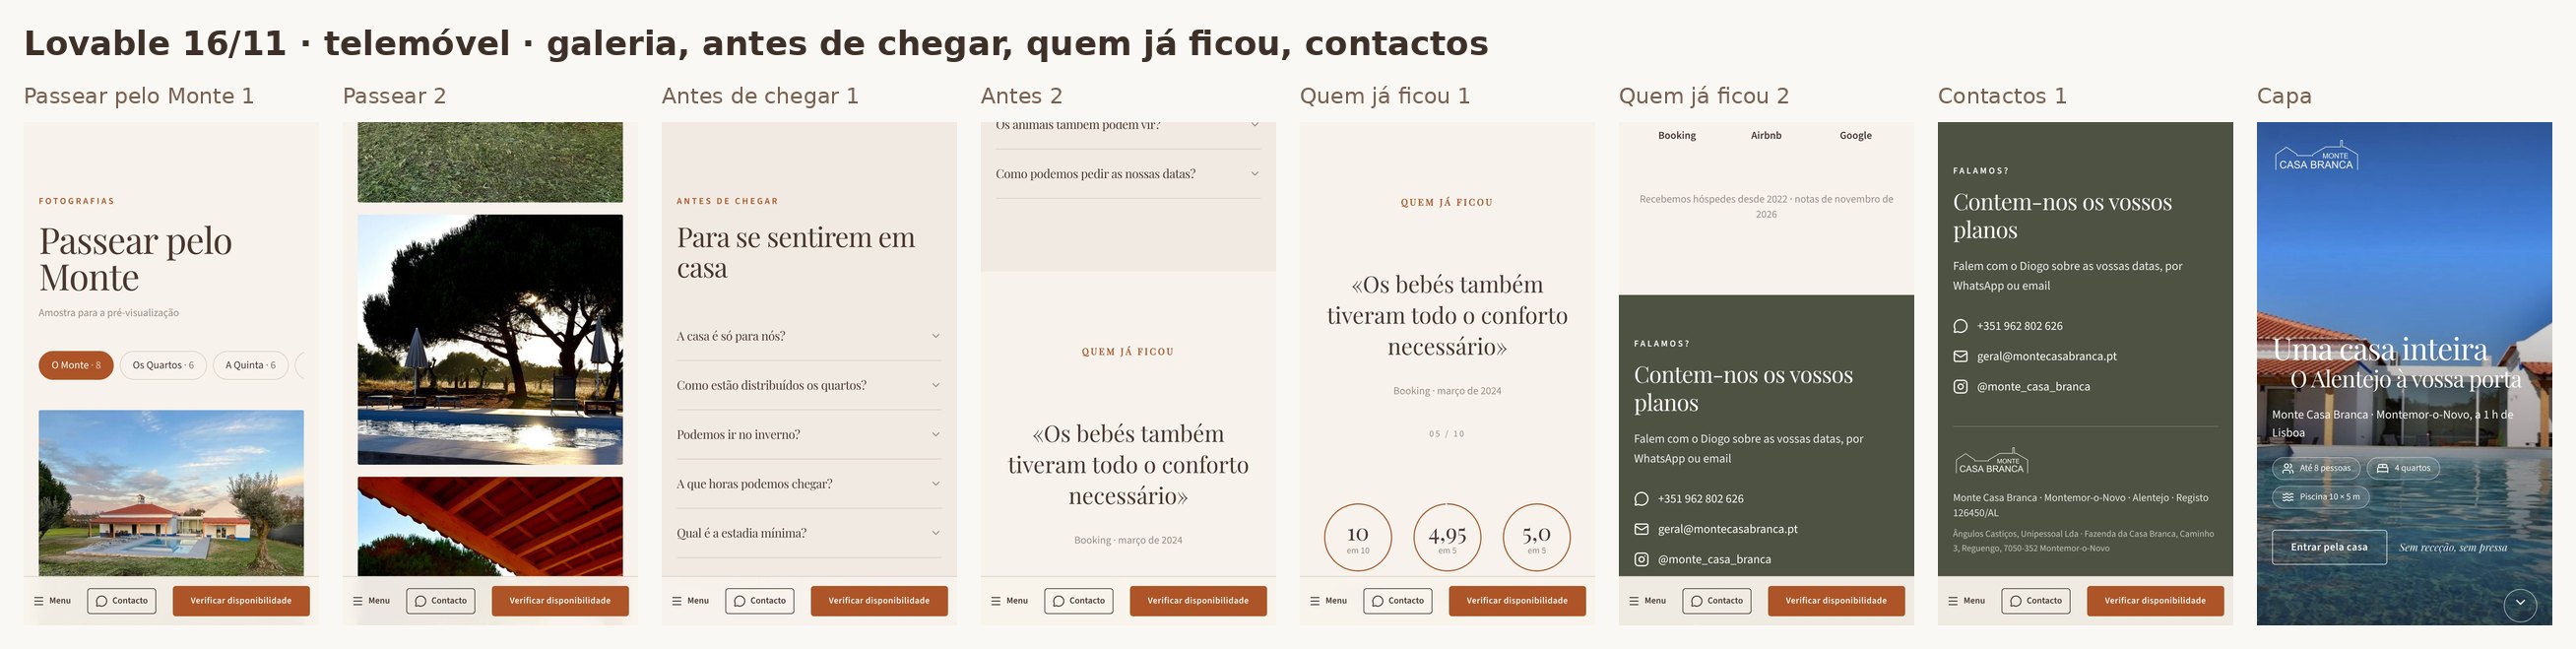 Lovable 16/11 · telemóvel · galeria, antes de chegar, quem já ficou, contactos
Passear pelo Monte 1
FOTOGRAFIAS
Passear pelo
Monte
Amostra para a pré-visualização
O Monte · 8
Os Quartos · 6
A Quinta · 6
Menu
Contacto
Verificar disponibilidade
Passear 2
Menu
Contacto
Verificar disponibilidade
Antes de chegar 1
ANTES DE CHEGAR
Para se sentirem em
casa
A casa é só para nós?
Como estão distribuídos os quartos?
Podemos ir no inverno?
A que horas podemos chegar?
Qual é a estadia mínima?
Menu
Contacto
Verificar disponibilidade
Antes 2
Os animais também podem vir?
Como podemos pedir as nossas datas?
QUEM JÁ FICOU
«Os bebés também
tiveram todo o conforto
necessário»
Booking · março de 2024
Menu
Contacto
Verificar disponibilidade
Quem já ficou 1
QUEM JÁ FICOU
«Os bebés também
tiveram todo o conforto
necessário»
Booking · março de 2024
05 / 10
10
em 10
4,95
em 5
5,0
em 5
Menu
Contacto
Verificar disponibilidade
Quem já ficou 2
Booking
Airbnb
Google
Recebemos hóspedes desde 2022 · notas de novembro de
2026
FALAMOS?
Contem-nos os vossos
planos
Falem com o Diogo sobre as vossas datas, por
WhatsApp ou email
+351 962 802 626
geral@montecasabranca.pt
@monte_casa_branca
Menu
Contacto
Verificar disponibilidade
Contactos 1
FALAMOS?
Contem-nos os vossos
planos
Falem com o Diogo sobre as vossas datas, por
WhatsApp ou email
+351 962 802 626
geral@montecasabranca.pt
@monte_casa_branca
MONTE
CASA BRANCA
Monte Casa Branca · Montemor-o-Novo · Alentejo · Registo
126450/AL
Ângulos Castiços, Unipessoal Lda · Fazenda da Casa Branca, Caminho
3, Reguengo, 7050-352 Montemor-o-Novo
Menu
Contacto
Verificar disponibilidade
Capa
MONTE
CASA BRANCA
Uma casa inteira
O Alentejo à vossa porta
Monte Casa Branca · Montemor-o-Novo, a 1 h de
Lisboa
Até 8 pessoas
4 quartos
Piscina 10 × 5 m
Entrar pela casa
Sem receção, sem pressa